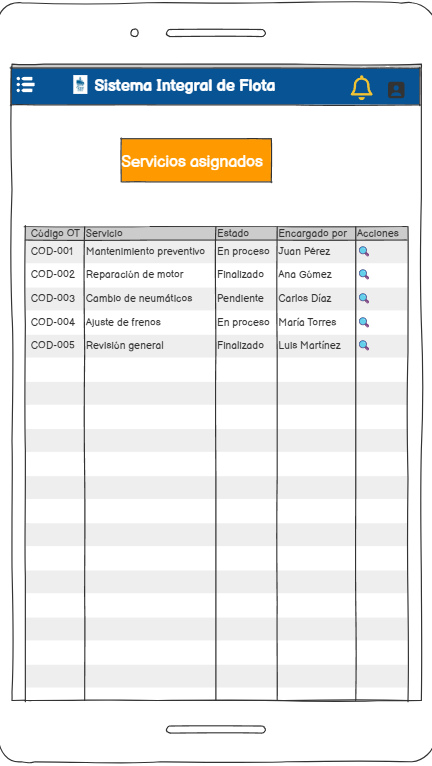 Sistema Integral de Flota
Servicios asignados
Código OT Servicio Estado Encargado por Acciones
COD-001 Mantenimiento preventivo En proceso Juan Pérez
COD-002 Reparación de motor Finalizado Ana Gómez
COD-003 Cambio de neumáticos Pendiente Carlos Díaz
COD-004 Ajuste de frenos En proceso María Torres
COD-005 Revisión general Finalizado Luis Martínez